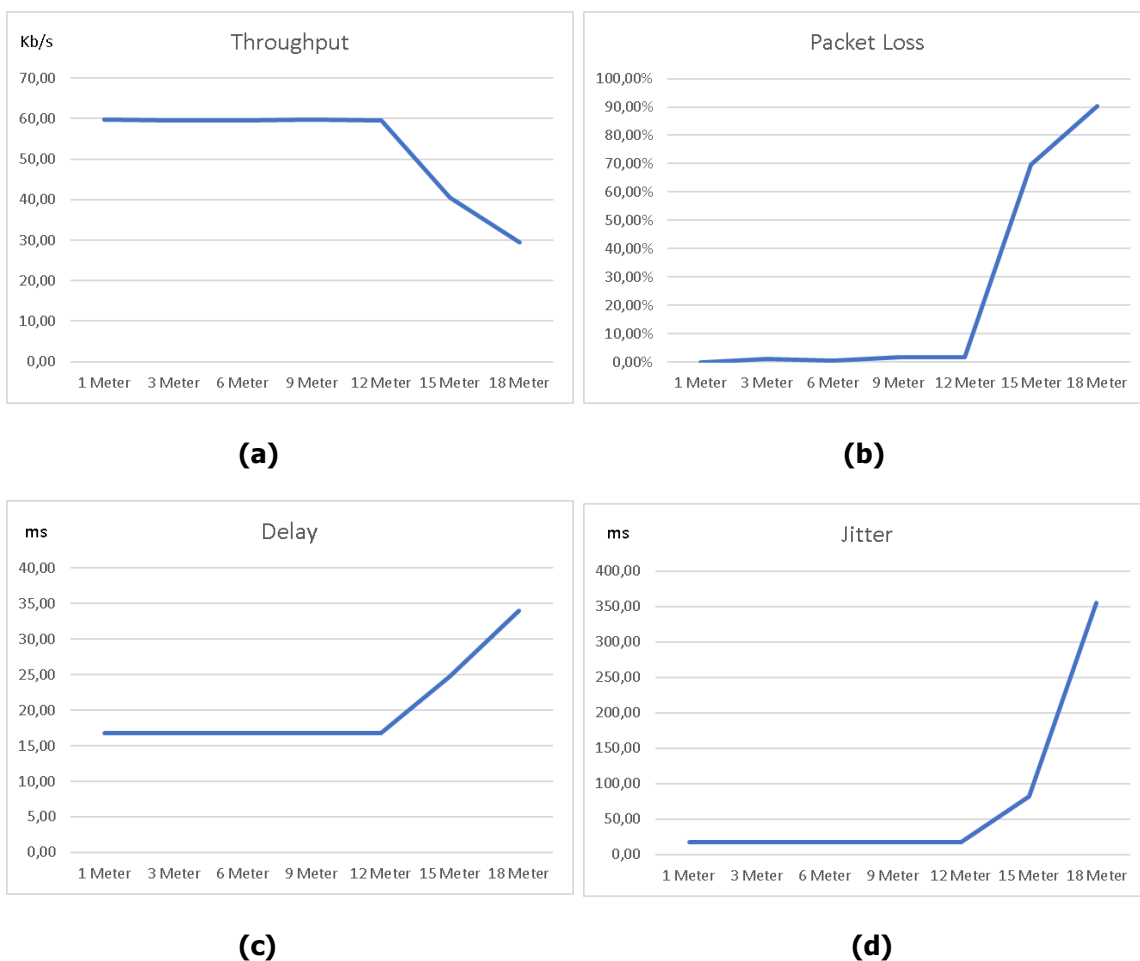 Kb/s
Throughput
70,00
60,00
50,00
40,00
30,00
20,00
10,00
0,00
1 Meter 3 Meter 6 Meter 9 Meter 12 Meter 15 Meter 18 Meter
(a)
Packet Loss
100,00%
90,00%
80,00%
70,00%
60,00%
50,00%
40,00%
30,00%
20,00%
10,00%
0,00%
1 Meter 3 Meter 6 Meter 9 Meter 12 Meter 15 Meter 18 Meter
(b)
ms
Delay
40,00
35,00
30,00
25,00
20,00
15,00
10,00
5,00
0,00
1 Meter 3 Meter 6 Meter 9 Meter 12 Meter 15 Meter 18 Meter
(c)
ms
Jitter
400,00
350,00
300,00
250,00
200,00
150,00
100,00
50,00
0,00
1 Meter 3 Meter 6 Meter 9 Meter 12 Meter 15 Meter 18 Meter
(d)